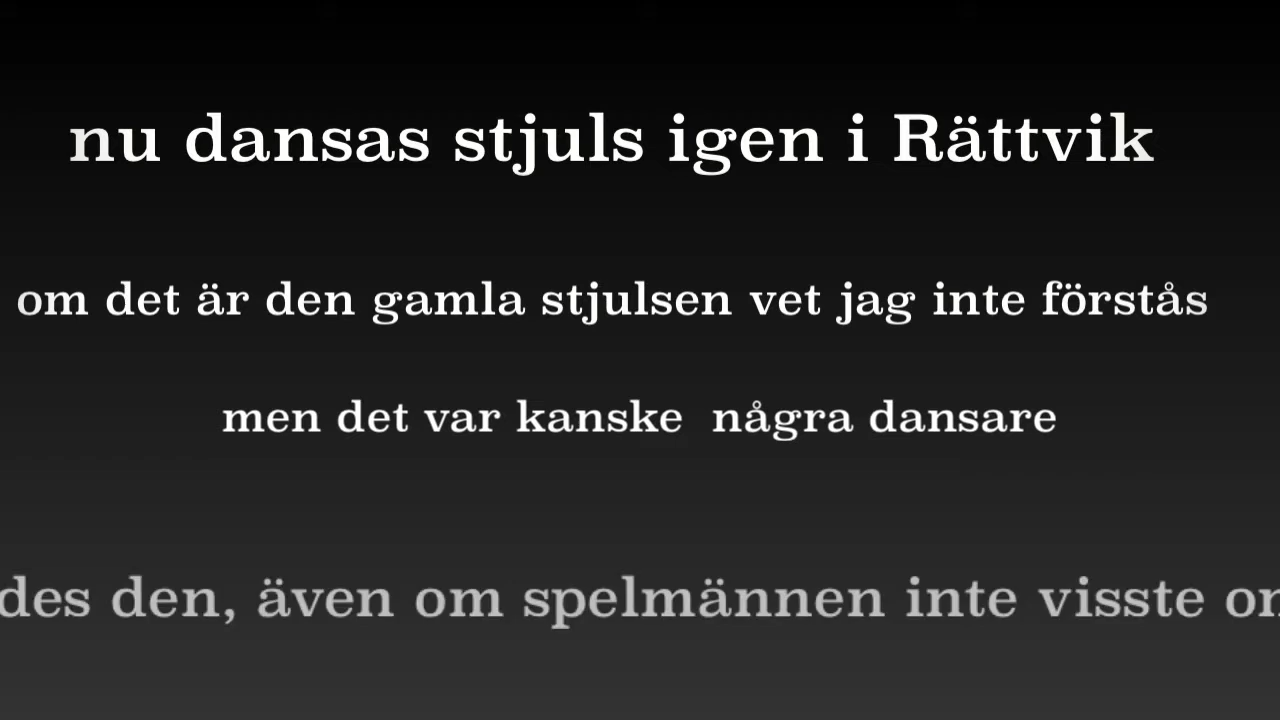 nu dansas stjuls igen i Rättvik
om det är den gamla stjulsen vet jag inte förstås
men det var kanske några dansare
den, även om spelmännen inte visste